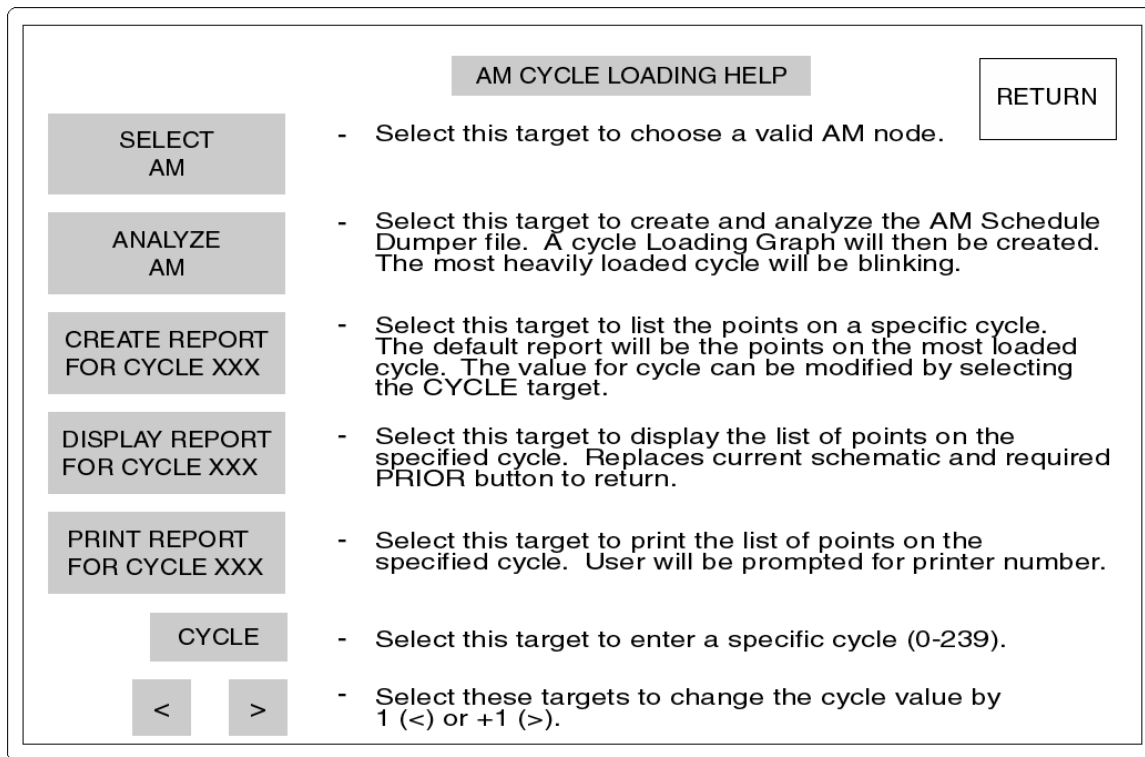 AM CYCLE LOADING HELP
RETURN
SELECT
AM
- Select this target to choose a valid AM node.
ANALYZE
AM
- Select this target to create and analyze the AM Schedule
Dumper file. A cycle Loading Graph will then be created.
The most heavily loaded cycle will be blinking.
CREATE REPORT
FOR CYCLE XXX
- Select this target to list the points on a specific cycle.
The default report will be the points on the most loaded
cycle. The value for cycle can be modified by selecting
the CYCLE target.
DISPLAY REPORT
FOR CYCLE XXX
- Select this target to display the list of points on the
specified cycle. Replaces current schematic and required
PRIOR button to return.
PRINT REPORT
FOR CYCLE XXX
- Select this target to print the list of points on the
specified cycle. User will be prompted for printer number.
CYCLE
- Select this target to enter a specific cycle (0-239).
< >
- Select these targets to change the cycle value by
1 (<) or +1 (>).